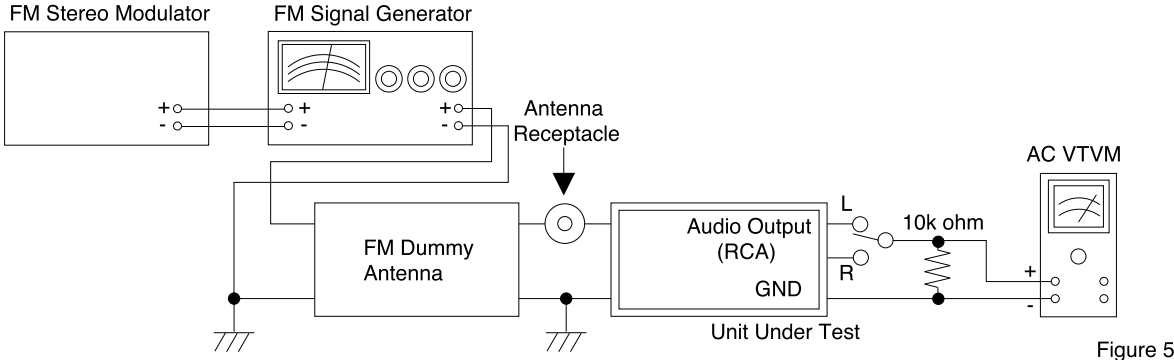 FM Stereo Modulator
FM Signal Generator
+
-
+
-
+
-
Antenna
Receptacle
AC VTVM
FM Dummy
Antenna
Audio Output
(RCA)
GND
L
R
10k ohm
+
-
Unit Under Test
Figure 5